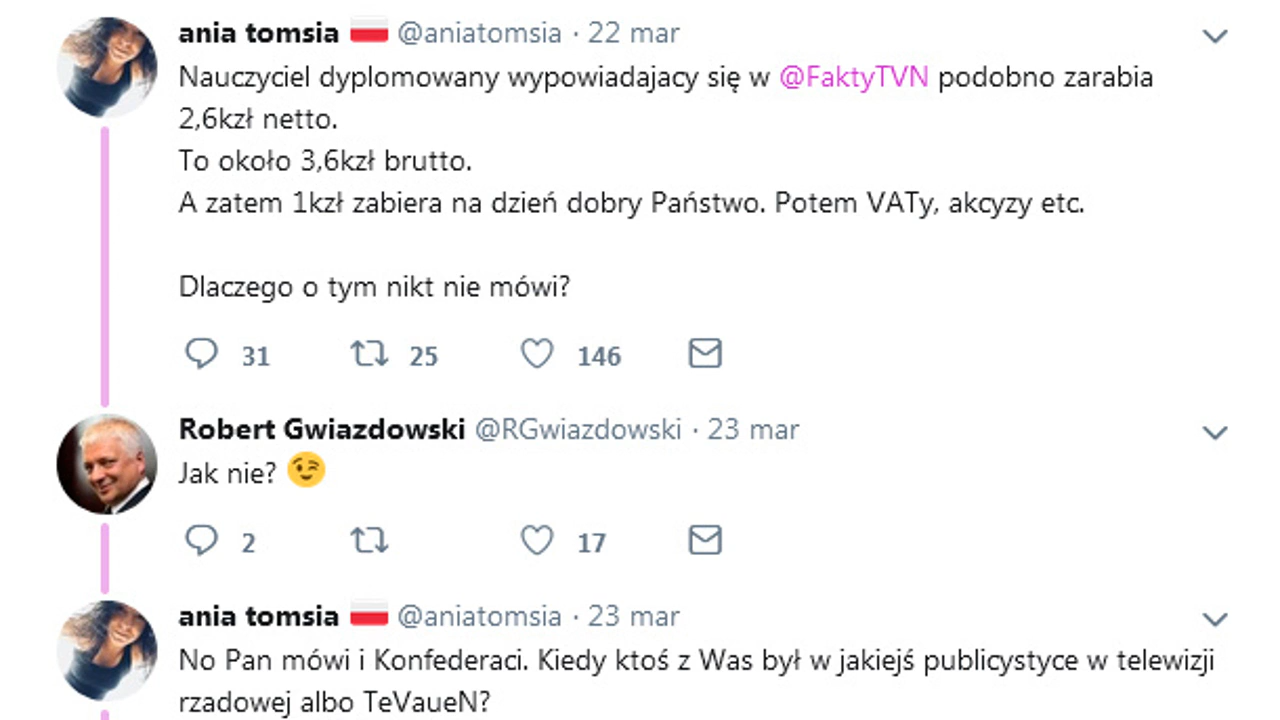 ania tomsia 🇵🇱 @aniatomsia · 22 mar
Nauczyciel dyplomowany wypowiadajacy się w @FaktyTVN podobno zarabia
2,6kzł netto.
To około 3,6kzł brutto.
A zatem 1kzł zabiera na dzień dobry Państwo. Potem VATy, akcyzy etc.
Dlaczego o tym nikt nie mówi?
31 25 146
Robert Gwiazdowski @RGwiazdowski · 23 mar
Jak nie? 😉
2 17
ania tomsia 🇵🇱 @aniatomsia · 23 mar
No Pan mówi i Konfederaci. Kiedy ktoś z Was był w jakiejś publicystyce w telewizji
rzadowej albo TeVaueN?